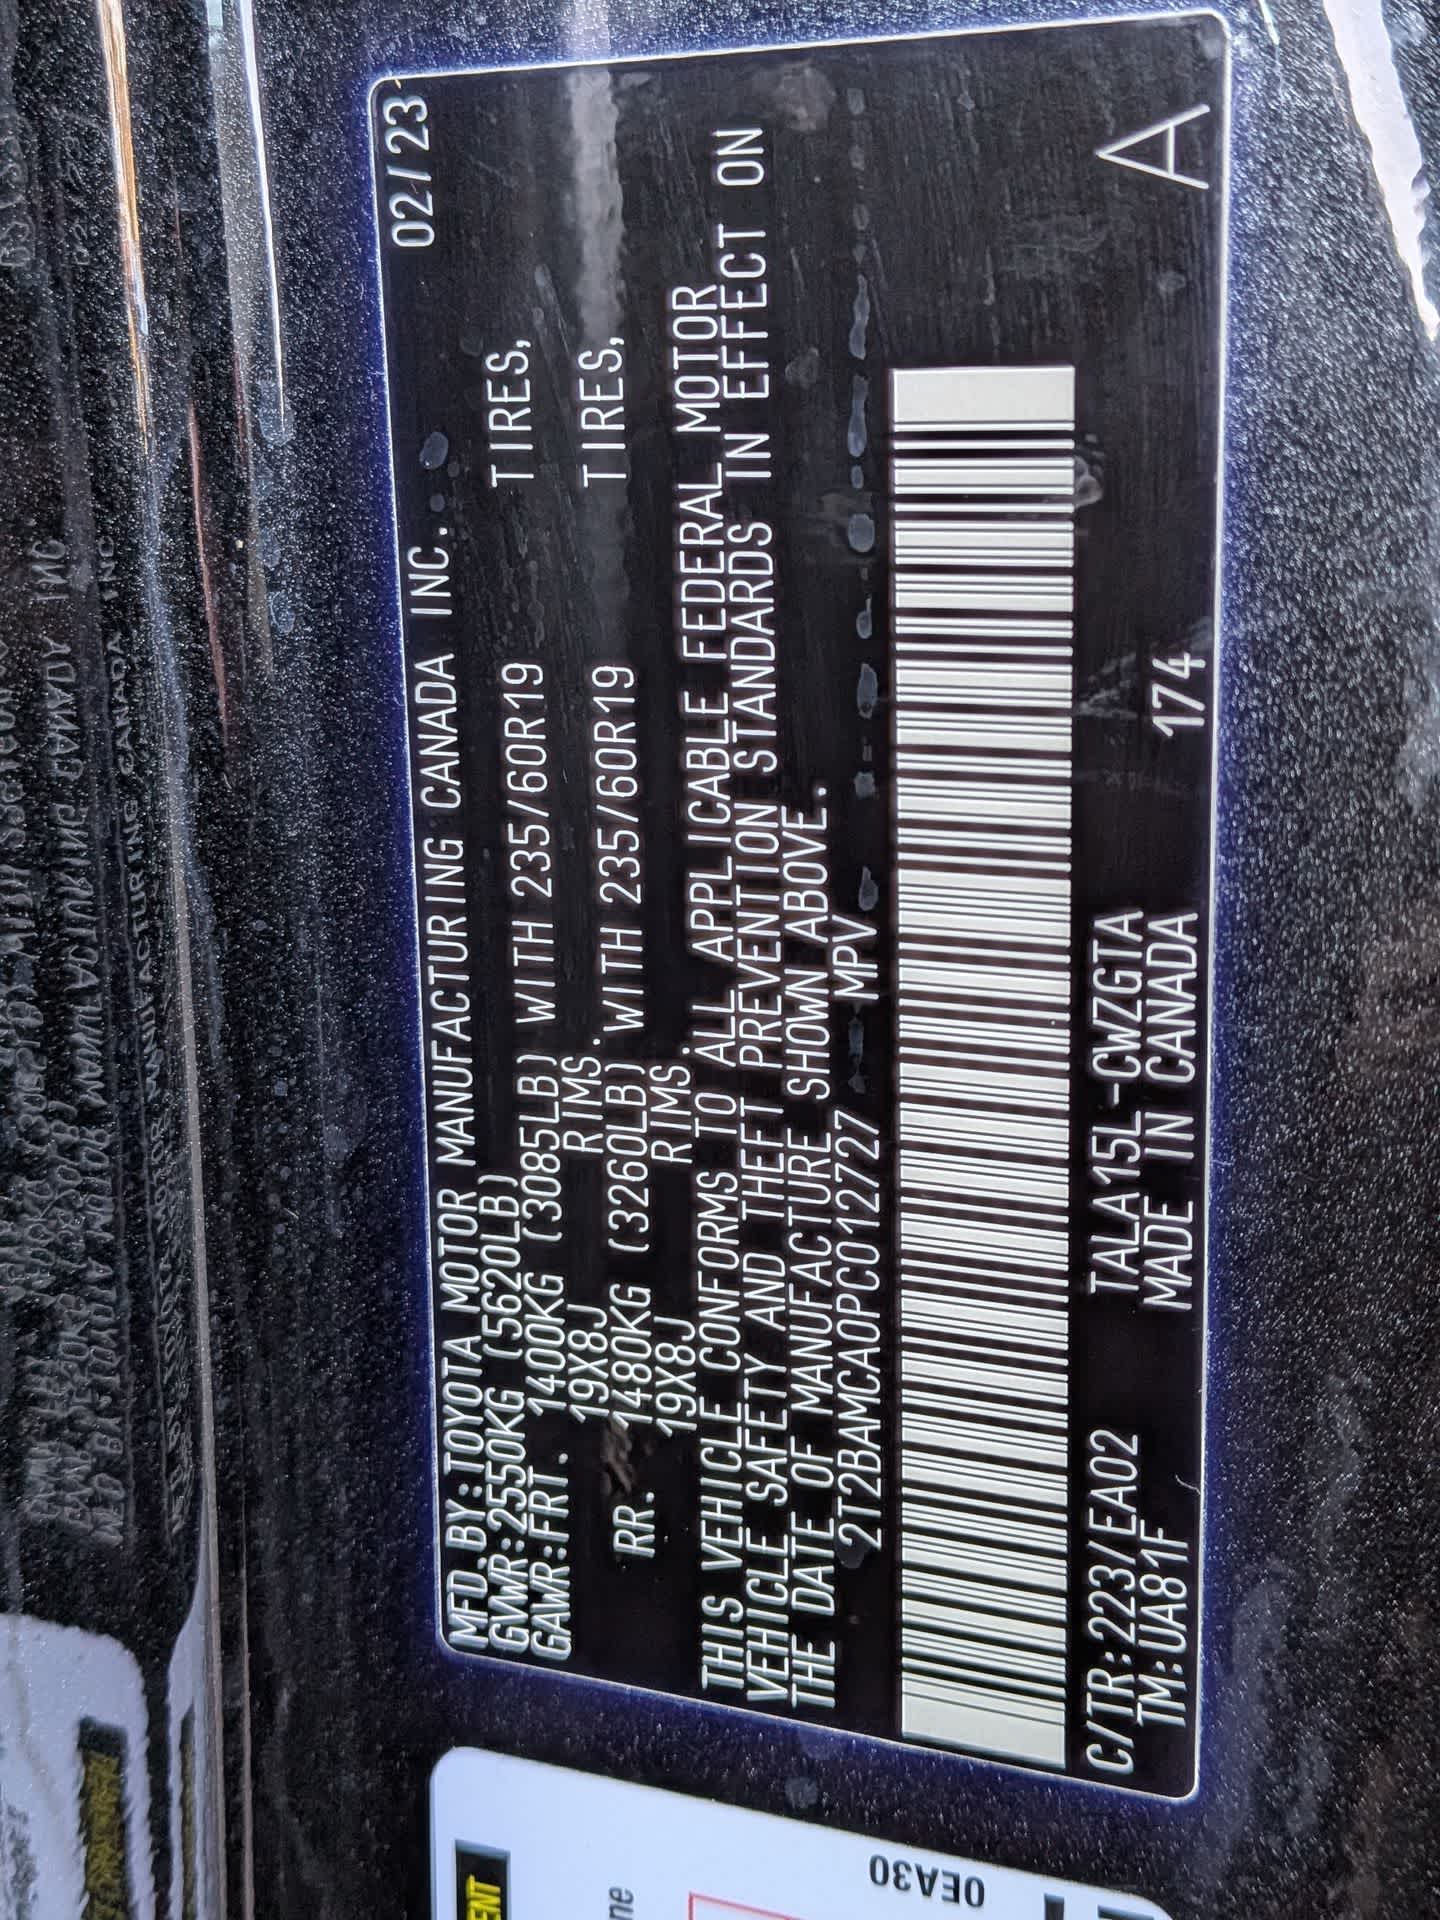 MFD.BY:TOYOTA MOTOR MANUFACTURING CANADA INC. 02/23
GVWR:2550KG (5620LB)
GAWR:FRT. 1400KG (3085LB) WITH 235/60R19 TIRES,
19X8J RIMS.
RR. 1480KG (3260LB) WITH 235/60R19 TIRES,
19X8J RIMS.
THIS VEHICLE CONFORMS TO ALL APPLICABLE FEDERAL MOTOR
VEHICLE SAFETY AND THEFT PREVENTION STANDARDS IN EFFECT ON
THE DATE OF MANUFACTURE SHOWN ABOVE..
2T2BAMCA0PC012727 MPV
C/TR:223/EA02 TALA15L-CWZGTA
TM:UA81F MADE IN CANADA 174 A
0EA30